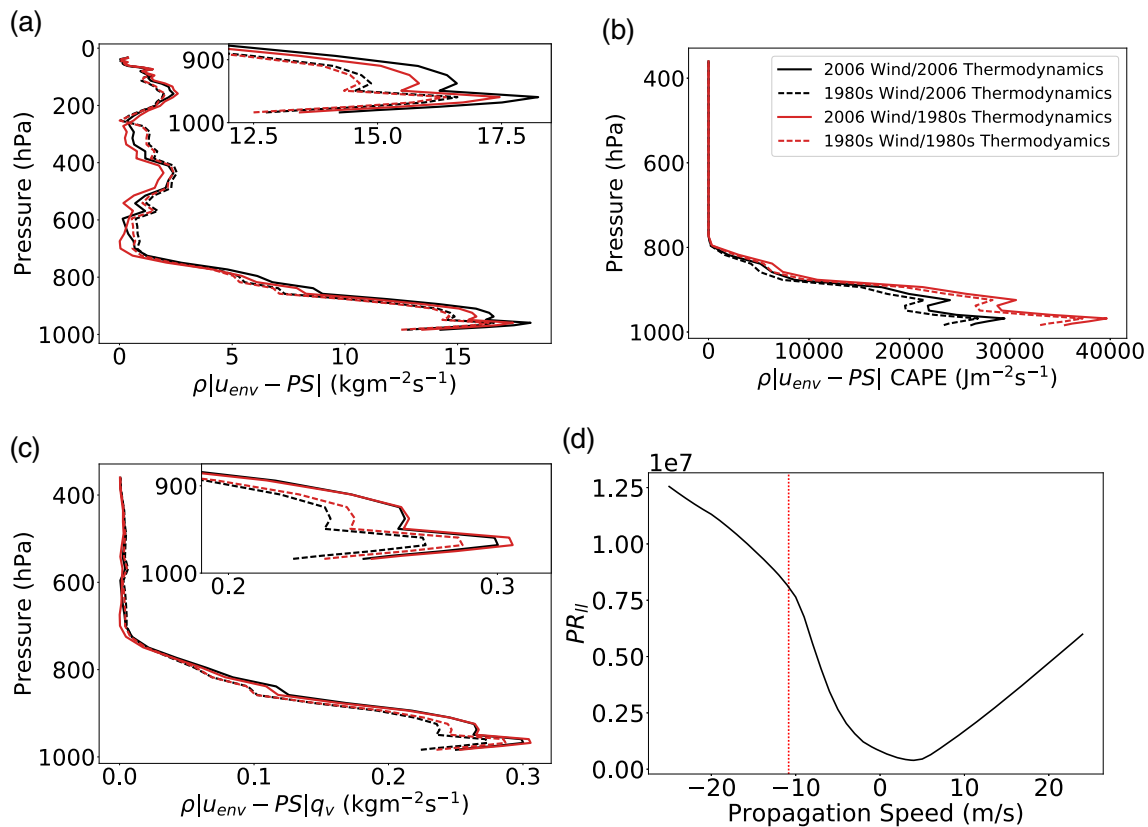 (a)
0
200
400
600
800
1000
Pressure (hPa)
900
1000
12.5 15.0 17.5
0 5 10 15
ρ|u_env − PS| (kgm⁻²s⁻¹)
(b)
400
600
800
1000
Pressure (hPa)
2006 Wind/2006 Thermodynamics
1980s Wind/2006 Thermodynamics
2006 Wind/1980s Thermodynamics
1980s Wind/1980s Thermodyamics
0 10000 20000 30000 40000
ρ|u_env − PS| CAPE (Jm⁻²s⁻¹)
(c)
400
600
800
1000
Pressure (hPa)
900
1000
0.2 0.3
0.0 0.1 0.2 0.3
ρ|u_env − PS|q_v (kgm⁻²s⁻¹)
(d)
1e7
1.25
1.00
0.75
0.50
0.25
0.00
PR_II
−20 −10 0 10 20
Propagation Speed (m/s)